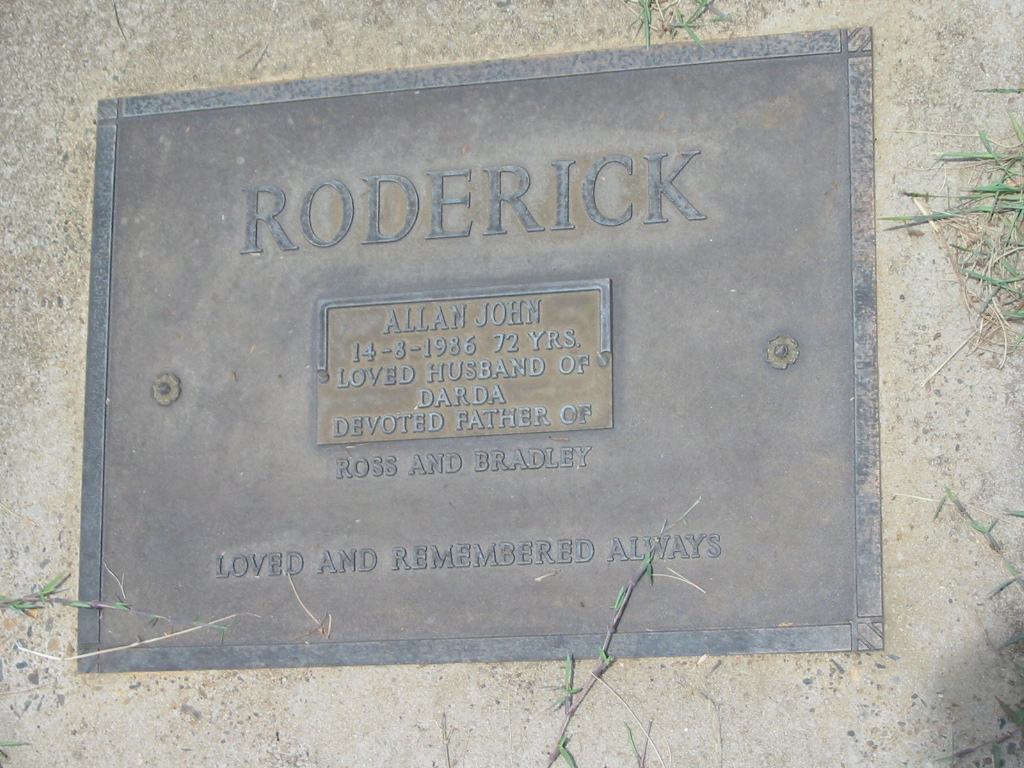 RODERICK
ALLAN JOHN
14-8-1986 72 YRS.
LOVED HUSBAND OF
DARDA
DEVOTED FATHER OF
ROSS AND BRADLEY
LOVED AND REMEMBERED ALWAYS